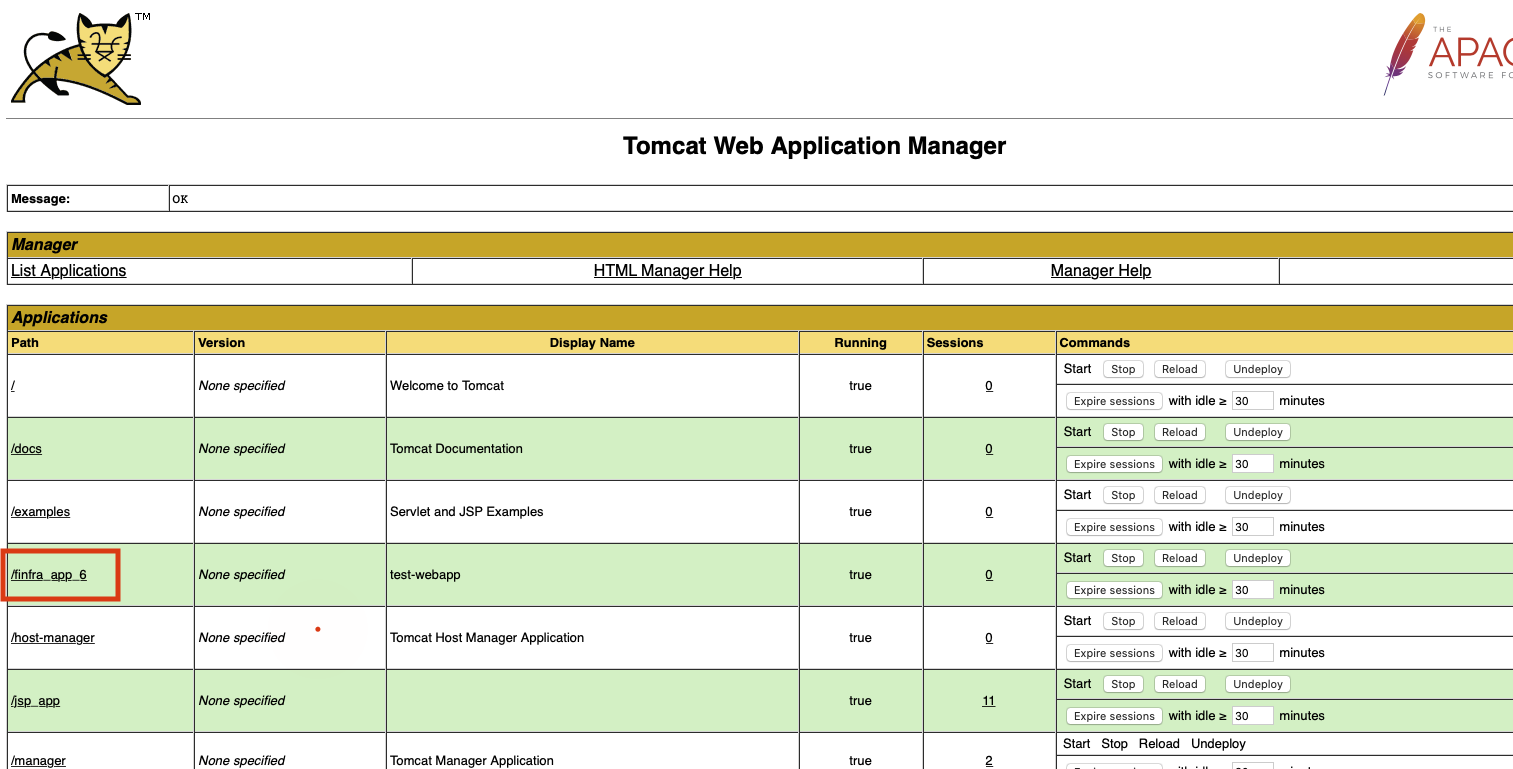 TM
THE
SOFTWARE
Tomcat Web Application Manager
Message: OK
Manager
List Applications HTML Manager Help Manager Help
Applications
Path Version Display Name Running Sessions Commands
/ None specified Welcome to Tomcat true 0 Start Stop Reload Undeploy
Expire sessions with idle ≥ 30 minutes
/docs None specified Tomcat Documentation true 0 Start Stop Reload Undeploy
Expire sessions with idle ≥ 30 minutes
/examples None specified Servlet and JSP Examples true 0 Start Stop Reload Undeploy
Expire sessions with idle ≥ 30 minutes
/finfra_app_6 None specified test-webapp true 0 Start Stop Reload Undeploy
Expire sessions with idle ≥ 30 minutes
/host-manager None specified Tomcat Host Manager Application true 0 Start Stop Reload Undeploy
Expire sessions with idle ≥ 30 minutes
/jsp_app None specified true 11 Start Stop Reload Undeploy
Expire sessions with idle ≥ 30 minutes
/manager None specified Tomcat Manager Application true 2 Start Stop Reload Undeploy